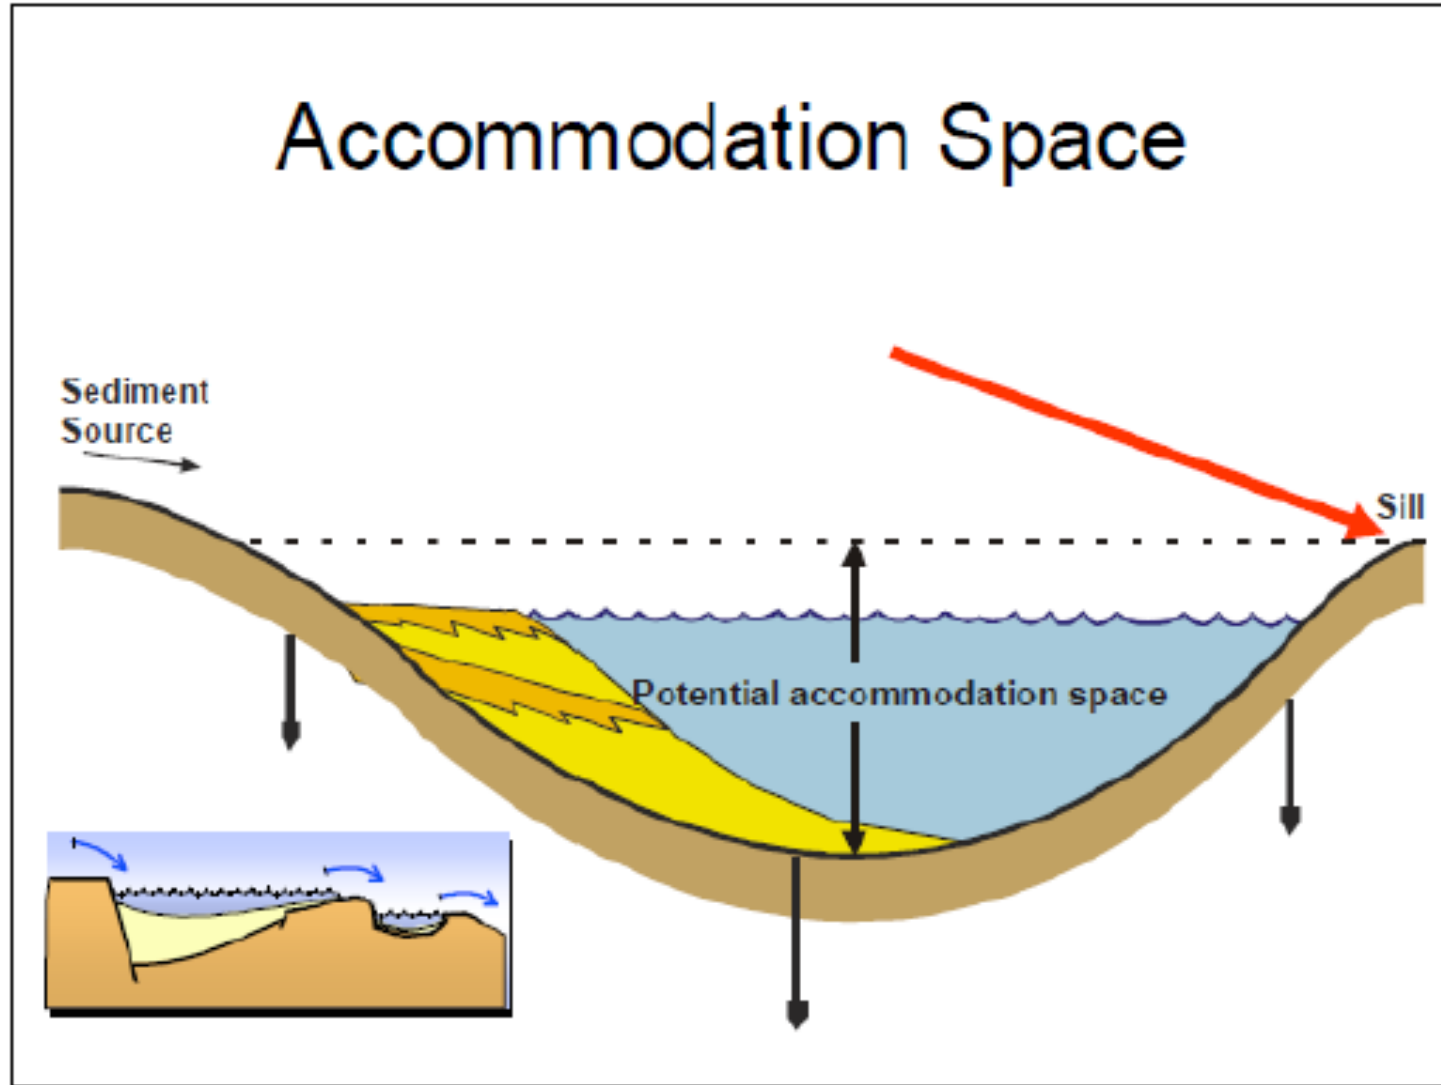 Accommodation Space
Sediment
Source
Sill
Potential accommodation space